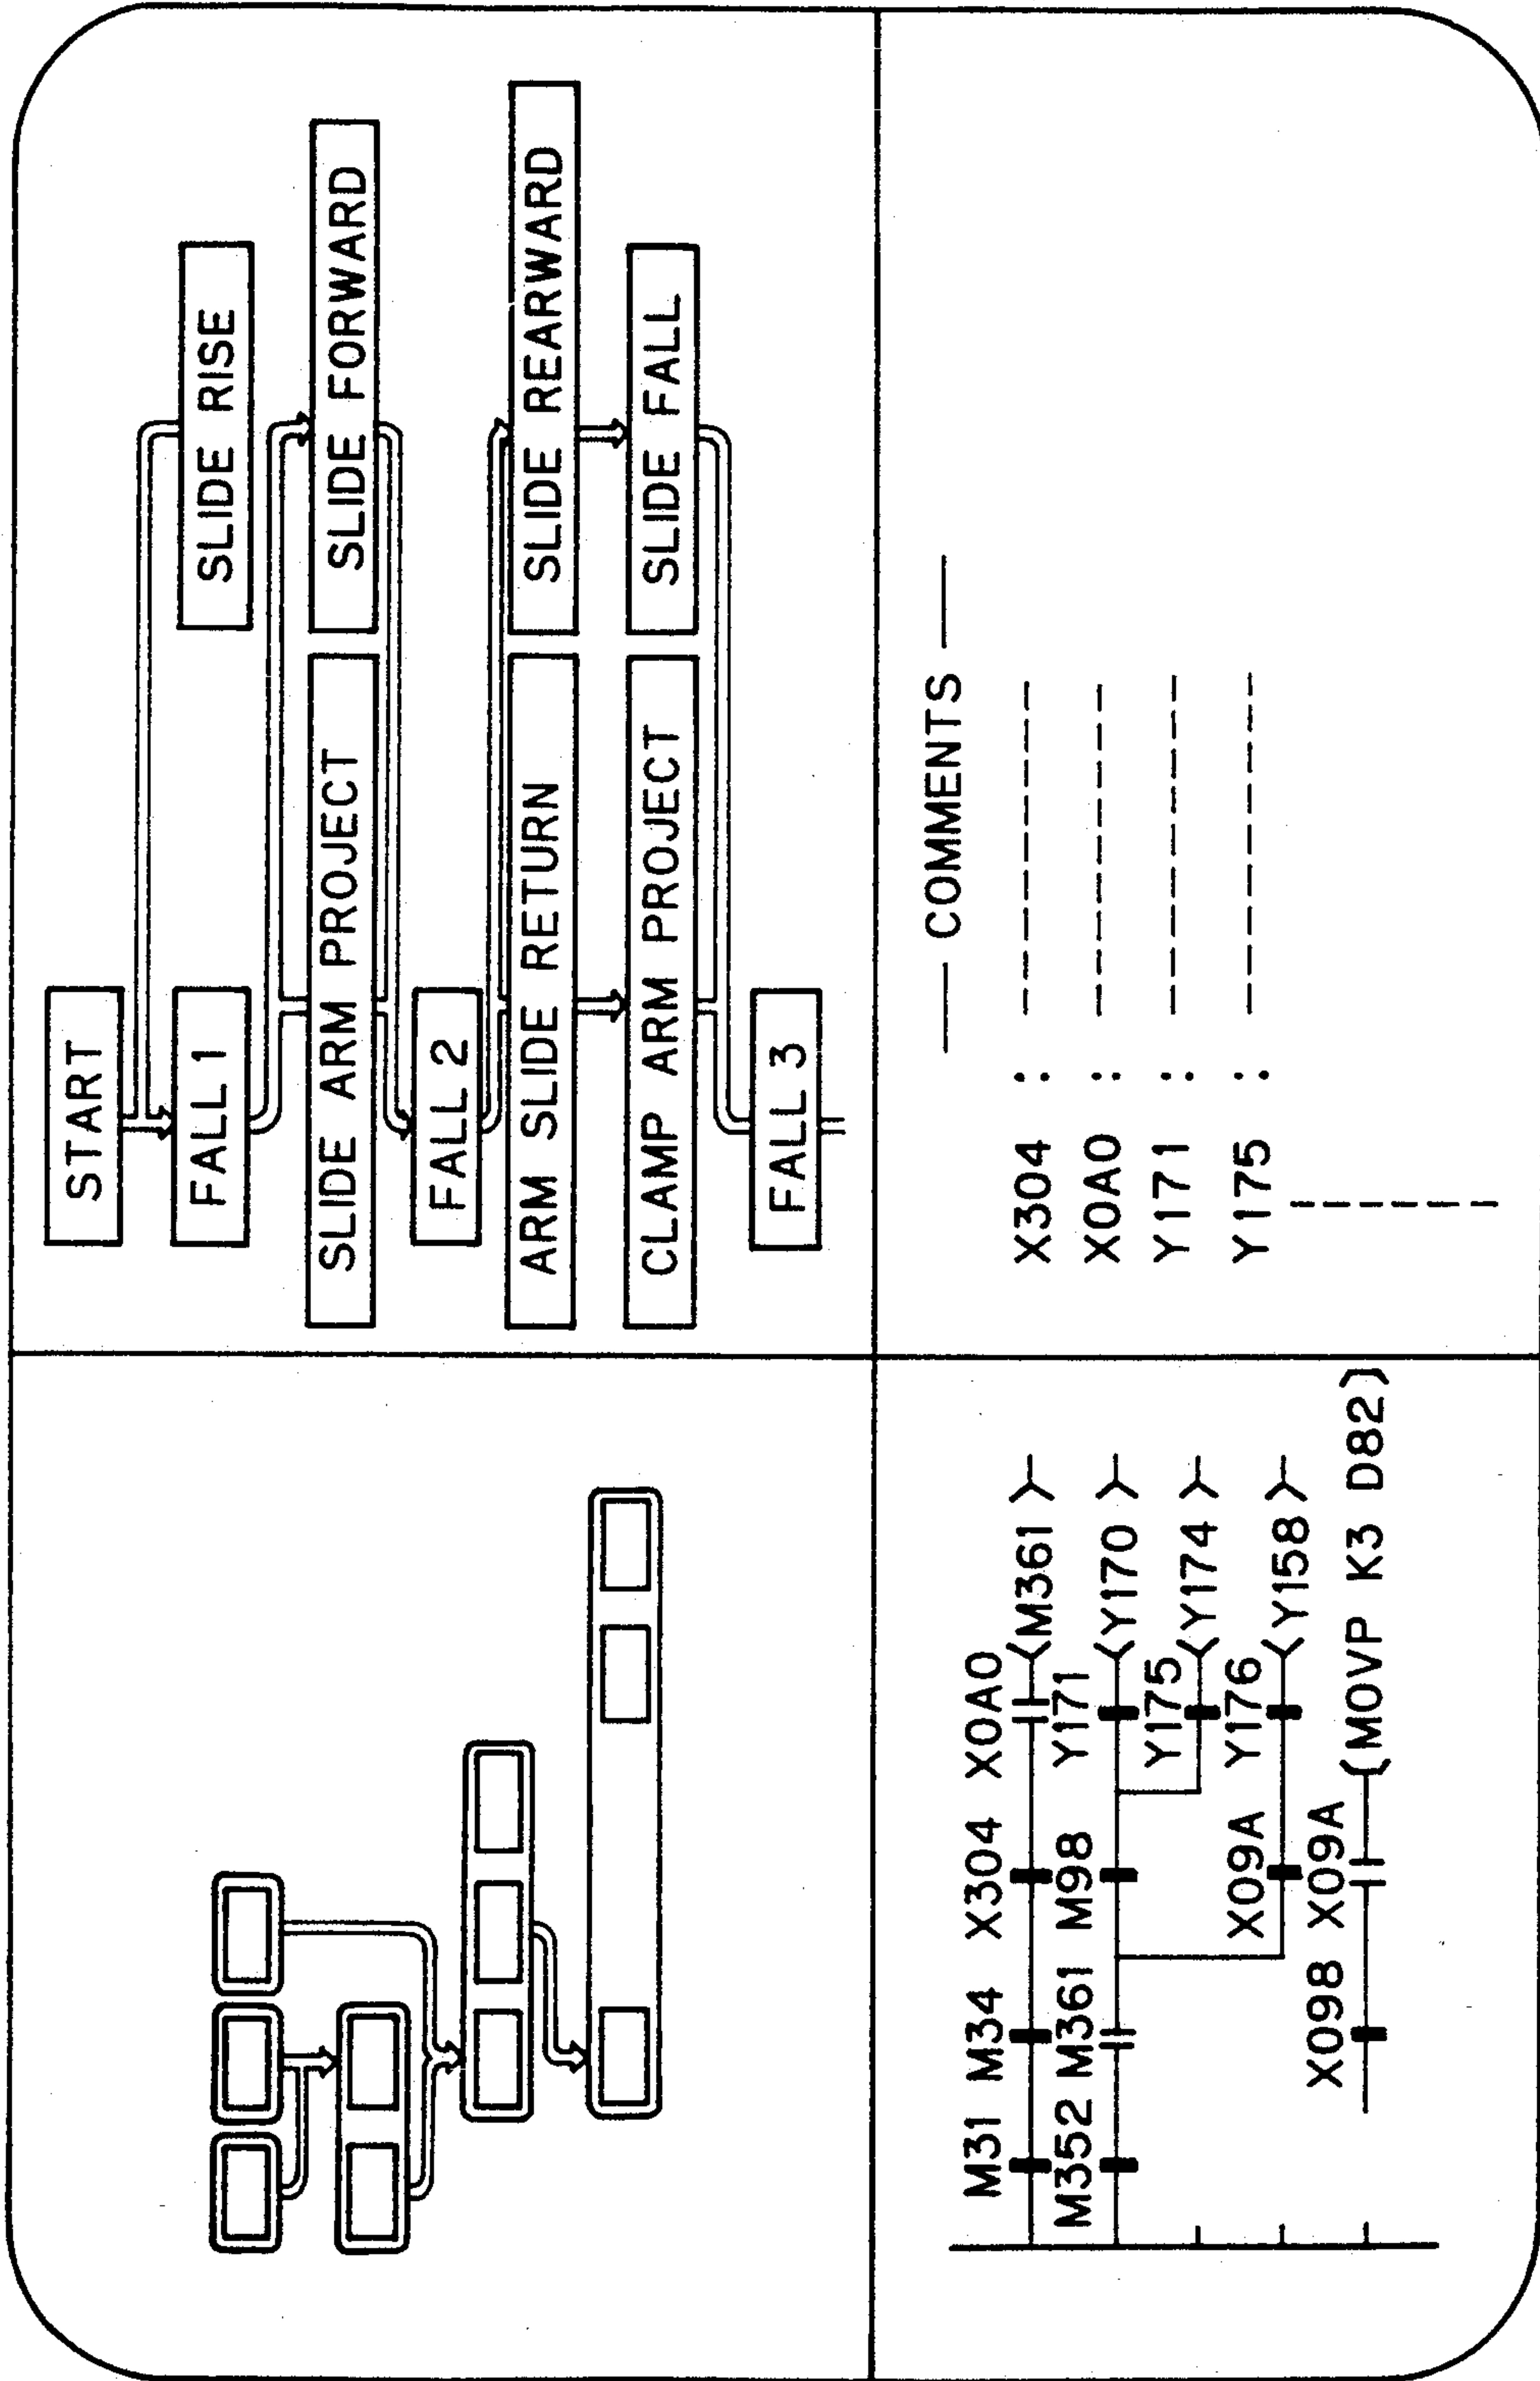 START
FALL 1
SLIDE RISE
SLIDE ARM PROJECT
SLIDE FORWARD
FALL 2
ARM SLIDE RETURN
SLIDE REARWARD
CLAMP ARM PROJECT
SLIDE FALL
FALL 3
M31 M34 X304 X0A0
(M361)
M352 M361 M98 Y171
(Y170)
Y175
(Y174)
X09A Y176
(Y158)
X098 X09A
(MOVP K3 D82)
COMMENTS
X304 :
X0A0 :
Y171 :
Y175 :